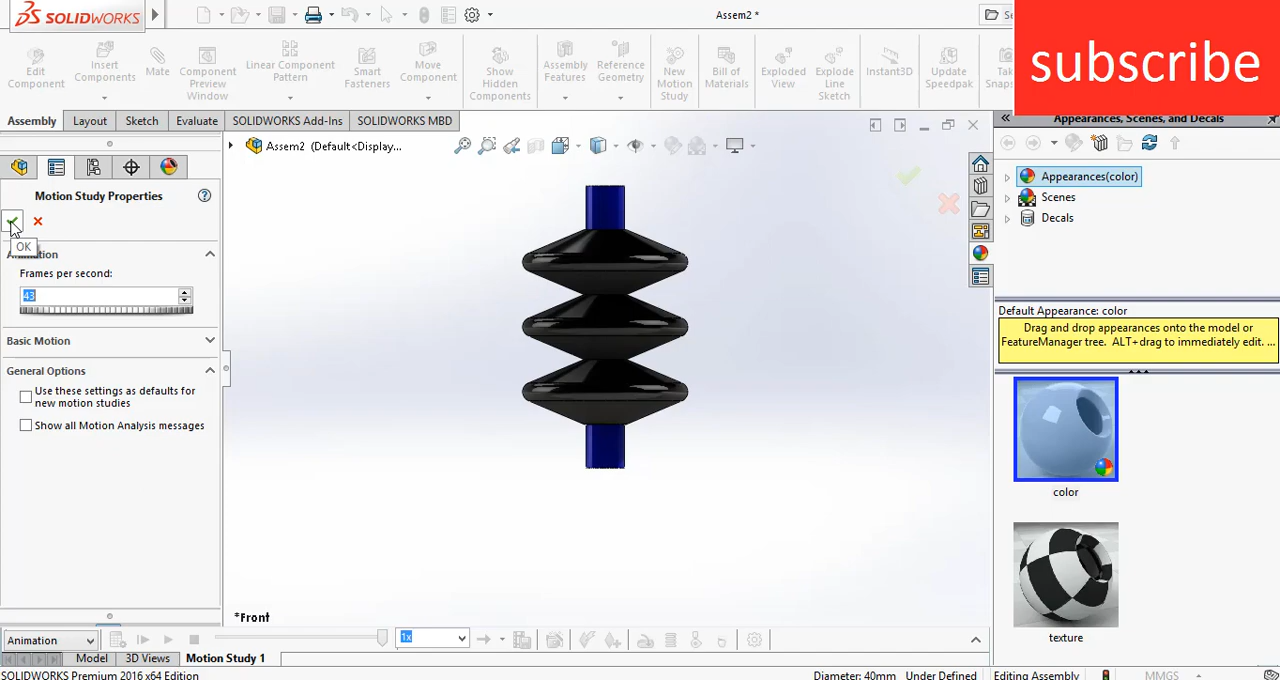 SOLIDWORKS
Assem2 *
subscribe
Edit
Component
Insert
Components
Mate
Component
Preview
Window
Linear Component
Pattern
Smart
Fasteners
Move
Component
Show
Hidden
Components
Assembly
Features
Reference
Geometry
New
Motion
Study
Bill of
Materials
Exploded
View
Explode
Line
Sketch
Instant3D
Update
Speedpak
Assembly
Layout
Sketch
Evaluate
SOLIDWORKS Add-Ins
SOLIDWORKS MBD
Appearances, Scenes, and Decals
Assem2 (Default<Display...
Motion Study Properties
OK
Frames per second:
43
Basic Motion
General Options
Use these settings as defaults for
new motion studies
Show all Motion Analysis messages
Appearances(color)
Scenes
Decals
Default Appearance: color
Drag and drop appearances onto the model or
FeatureManager tree. ALT+drag to immediately edit. ...
color
texture
*Front
Animation
1x
Model
3D Views
Motion Study 1
SOLIDWORKS Premium 2016 x64 Edition
Diameter: 40mm
Under Defined
Editing Assembly
MMGS